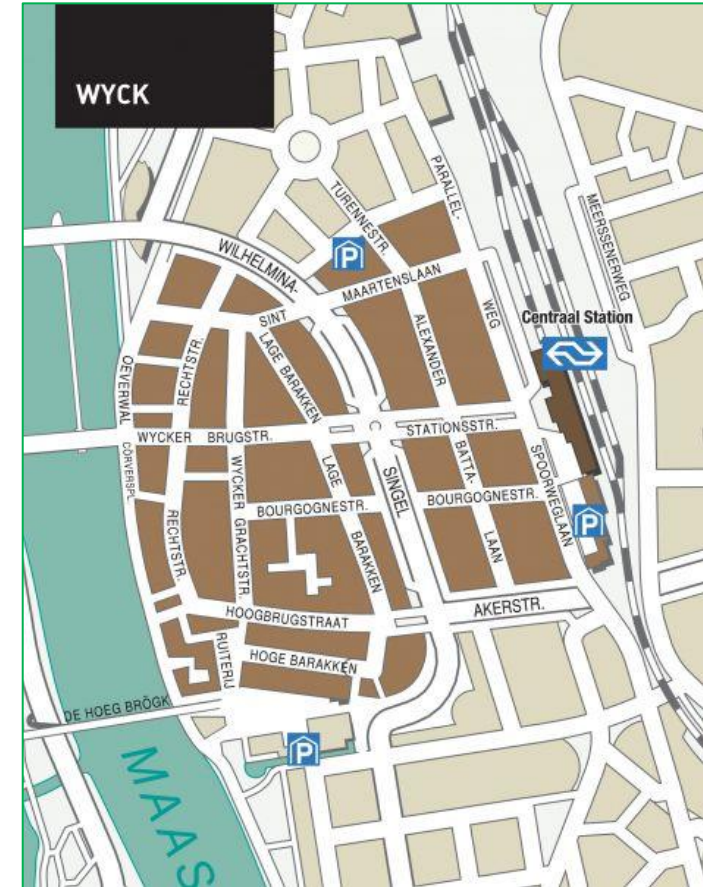 WYCK
PARALLEL-
TURENNESTR.
MEERSSENERWEG
WILHELMINA-
P
MAARTENSLAAN
SINT
WEG
Centraal Station
ALEXANDER
OEVERWAL
RECHTSTR.
LAGE BARAKKEN
STATIONSSTR.
WYCKER BRUGSTR.
CÖRVERSPL.
WYCKER GRACHTSTR.
LAGE
BARAKKEN
SINGEL
BATTA-
LAAN
SPOORWEGLAAN
BOURGOGNESTR.
BOURGOGNESTR.
P
RECHTSTR.
HOOGBRUGSTRAAT
AKERSTR.
RUITERIJ
HOGE BARAKKEN
DE HOEG BRÖGK
P
MAAS